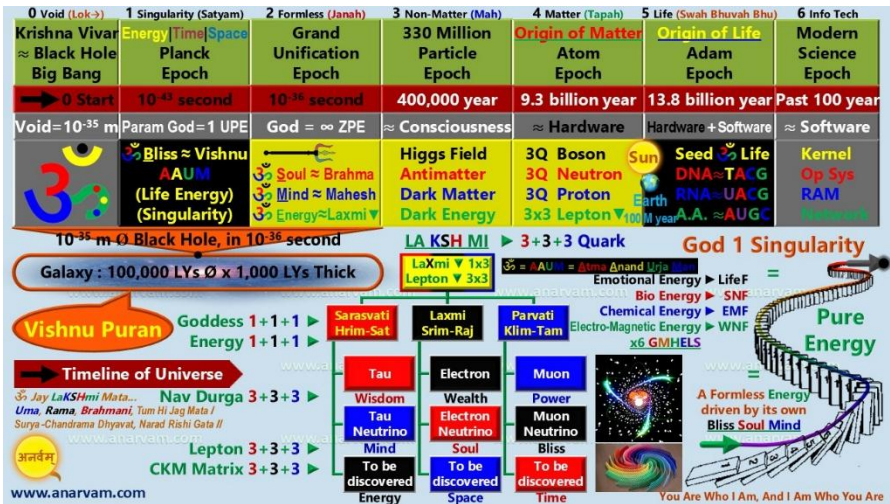 0 Void (Lok→)
1 Singularity (Satyam)
2 Formless (Janah)
3 Non-Matter (Mah)
4 Matter (Tapah)
5 Life (Swah Bhuvah Bhu)
6 Info Tech
Krishna Vivar
≈ Black Hole
Big Bang
Energy|Time|Space
Planck
Epoch
Grand
Unification
Epoch
330 Million
Particle
Epoch
Origin of Matter
Atom
Epoch
Origin of Life
Adam
Epoch
Modern
Science
Epoch
0 Start
10-43 second
10-36 second
400,000 year
9.3 billion year
13.8 billion year
Past 100 year
Void=10-35 m
Param God=1 UPE
God = ∞ ZPE
≈ Consciousness
≈ Hardware
Hardware + Software
≈ Software
ॐ
ॐ Bliss ≈ Vishnu
AAUM
(Life Energy)
(Singularity)
ॐ Soul ≈ Brahma
ॐ Mind ≈ Mahesh
ॐ Energy≈Laxmi ▼
Higgs Field
Antimatter
Dark Matter
Dark Energy
3Q Boson
3Q Neutron
3Q Proton
3x3 Lepton ▼
Sun
Earth
100 M year
Seed ॐ Life
DNA≈TACG
RNA≈UACG
A.A. ≈AUGC
Kernel
Op Sys
RAM
Network
10-35 m Ø Black Hole, in 10-36 second
Galaxy : 100,000 LYs Ø x 1,000 LYs Thick
LA KSH MI ► 3+3+3 Quark
LaXmi ▼ 1x3
Lepton ▼ 3x3
ॐ = AAUM = Atma Anand Urja Man
God 1 Singularity
=
Emotional Energy ► LifeF
Bio Energy ► SNF
Chemical Energy ► EMF
Electro-Magnetic Energy ► WNF
x6 GMHELS
Pure
Energy
=
Vishnu Puran
Goddess 1+1+1 ►
Energy 1+1+1 ►
Sarasvati
Hrim-Sat
Laxmi
Srim-Raj
Parvati
Klim-Tam
www.anarvam.com
Timeline of Universe
Nav Durga 3+3+3 ►
ॐ Jay LaKSHmi Mata...
Uma, Rama, Brahmani, Tum Hi Jag Mata I
Surya -Chandrama Dhyavat, Narad Rishi Gata II
Tau
Wisdom
Electron
Wealth
Muon
Power
Tau
Neutrino
Mind
Electron
Neutrino
Soul
Muon
Neutrino
Bliss
Lepton 3+3+3 ►
CKM Matrix 3+3+3 ►
To be
discovered
Energy
To be
discovered
Space
To be
discovered
Time
A Formless Energy
driven by its own
Bliss Soul Mind
अनर्वम्
www.anarvam.com
You Are Who I Am, And I Am Who You Are